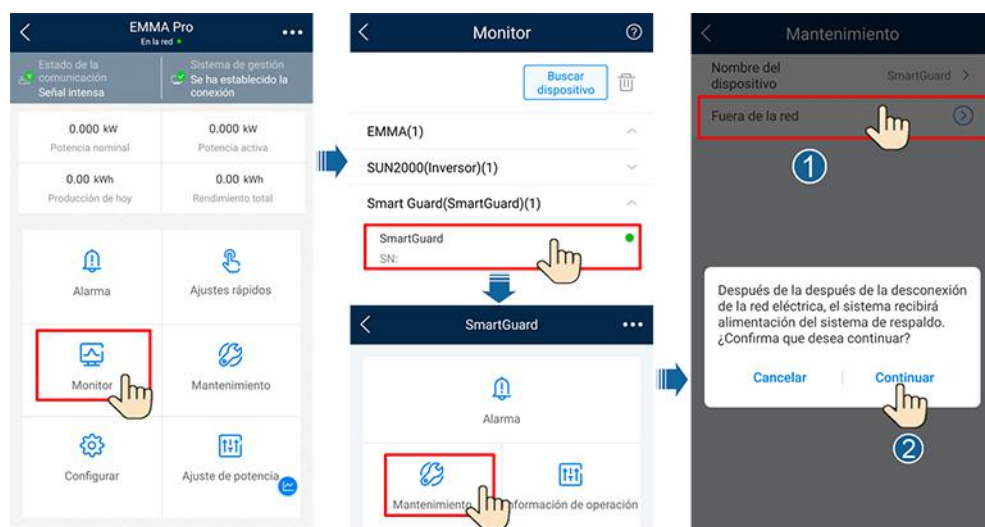 EMMA Pro
En la red
Estado de la
comunicación
Señal intensa
Sistema de gestión
Se ha establecido la
conexión
0.000 kW
Potencia nominal
0.000 kW
Potencia activa
0.00 kWh
Producción de hoy
0.00 kWh
Rendimiento total
Alarma
Ajustes rápidos
Monitor
Mantenimiento
Configurar
Ajuste de potencia
Monitor
Buscar
dispositivo
EMMA(1)
SUN2000(Inversor)(1)
Smart Guard(SmartGuard)(1)
SmartGuard
SN:
SmartGuard
Alarma
Mantenimiento
Información de operación
Mantenimiento
Nombre del
dispositivo
SmartGuard
Fuera de la red
1
Después de la después de la desconexión
de la red eléctrica, el sistema recibirá
alimentación del sistema de respaldo.
¿Confirma que desea continuar?
Cancelar
Continuar
2